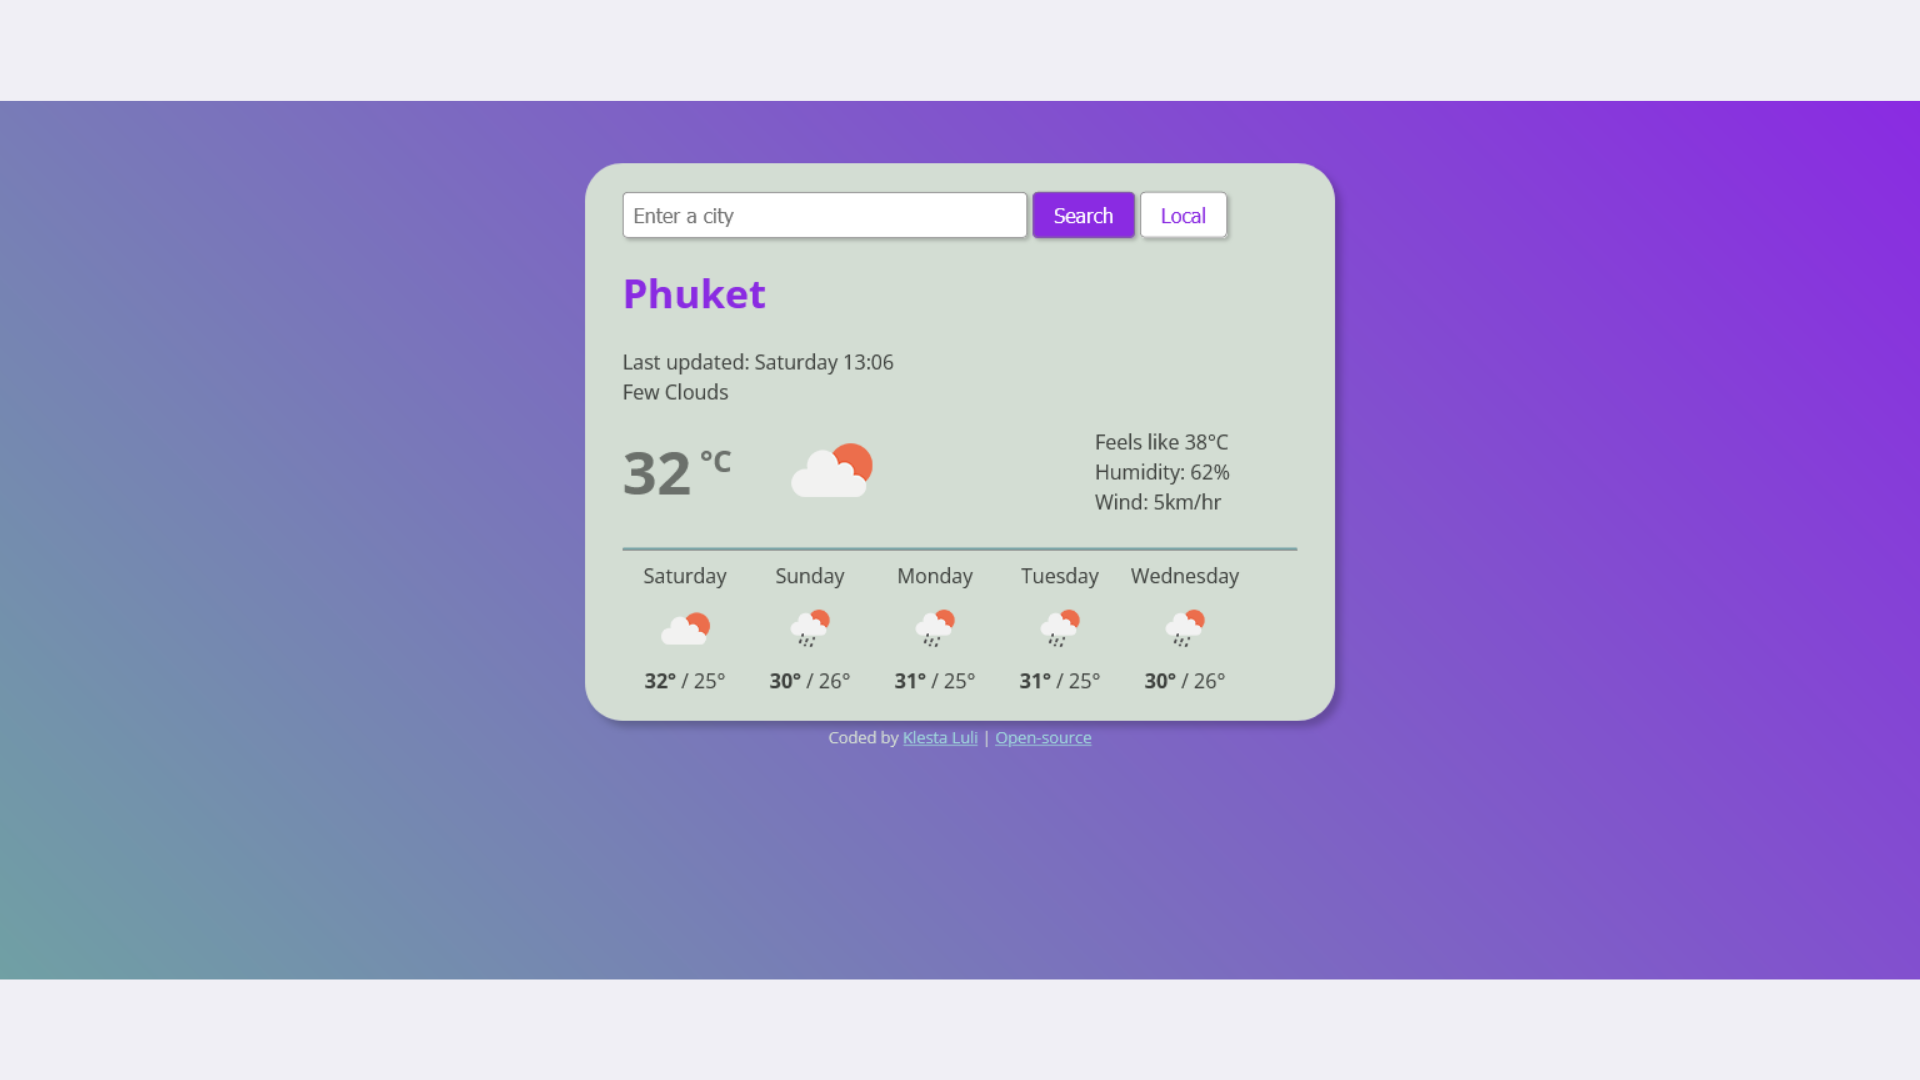 Enter a city Search Local
Phuket
Last updated: Saturday 13:06
Few Clouds
32 °C
Feels like 38°C
Humidity: 62%
Wind: 5km/hr
Saturday Sunday Monday Tuesday Wednesday
32° / 25° 30° / 26° 31° / 25° 31° / 25° 30° / 26°
Coded by Klesta Luli | Open-source